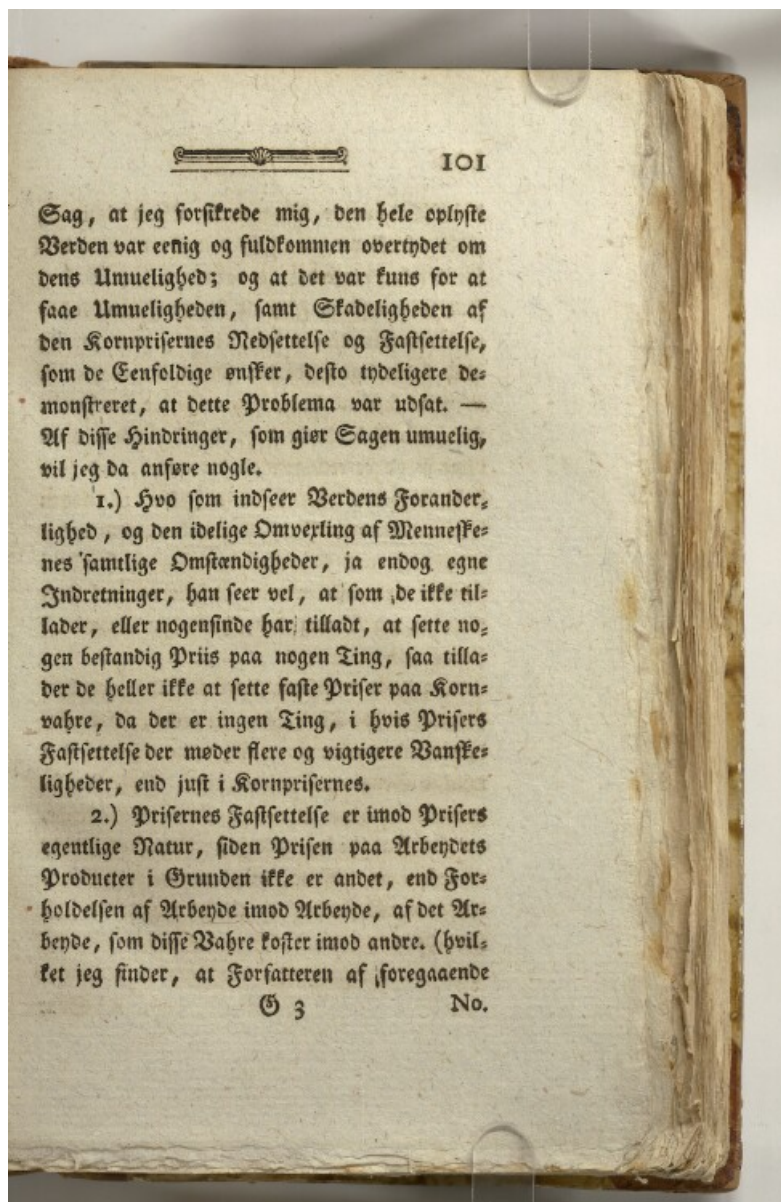 101
Sag, at jeg forsikrede mig, den hele oplyste
Verden var eenig og fuldkommen overtydet om
dens Umuelighed; og at det var kuns for at
faae Umueligheden, samt Skadeligheden af
den Kornprisernes Nedsettelse og Fastsettelse,
som de Eenfoldige ønsker, desto tydeligere de⸗
monstreret, at dette Problema var udsat. —
Af disse Hindringer, som giør Sagen umuelig,
vil jeg da anføre nogle.
1.) Hvo som indseer Verdens Forander⸗
lighed, og den idelige Omvexling af Menneske⸗
nes samtlige Omstændigheder, ja endog egne
Indretninger, han seer vel, at som de ikke til⸗
lader, eller nogensinde har tilladt, at sette no⸗
gen bestandig Priis paa nogen Ting, saa tilla⸗
der de heller ikke at sette faste Priser paa Korn⸗
vahre, da der er ingen Ting, i hvis Prisers
Fastsettelse der møder flere og vigtigere Vanske⸗
ligheder, end just i Kornprisernes.
2.) Prisernes Fastsettelse er imod Prisers
egentlige Natur, siden Prisen paa Arbeydets
Producter i Grunden ikke er andet, end For⸗
holdelsen af Arbeyde imod Arbeyde, af det Ar⸗
beyde, som disse Vahre koster imod andre. (hvil⸗
ket jeg finder, at Forfatteren af foregaaende
G 3 No.